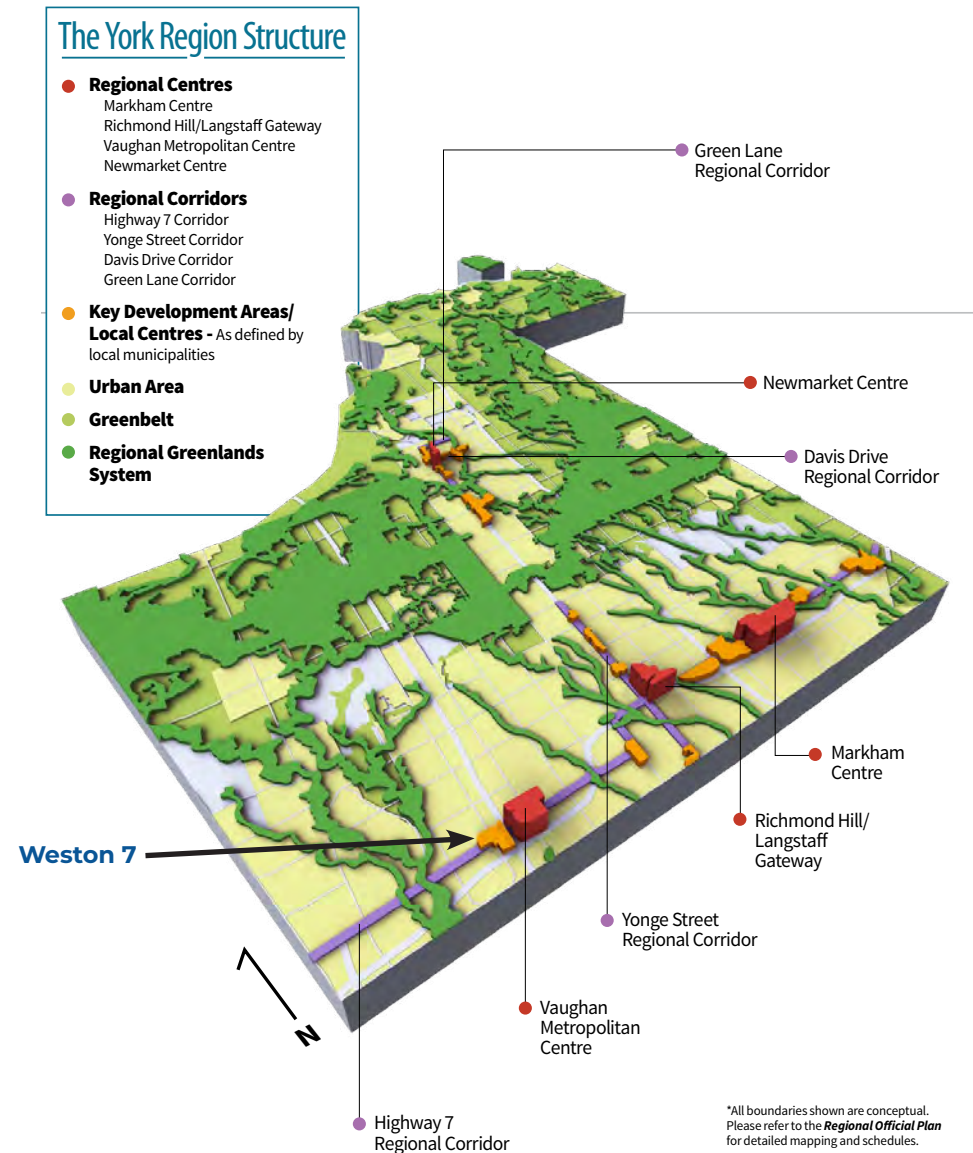 The York Region Structure
Regional Centres
Markham Centre
Richmond Hill/Langstaff Gateway
Vaughan Metropolitan Centre
Newmarket Centre
Regional Corridors
Highway 7 Corridor
Yonge Street Corridor
Davis Drive Corridor
Green Lane Corridor
Key Development Areas/
Local Centres - As defined by
local municipalities
Urban Area
Greenbelt
Regional Greenlands
System
Green Lane
Regional Corridor
Newmarket Centre
Davis Drive
Regional Corridor
Markham
Centre
Richmond Hill/
Langstaff
Gateway
Weston 7
Yonge Street
Regional Corridor
N
Vaughan
Metropolitan
Centre
Highway 7
Regional Corridor
*All boundaries shown are conceptual.
Please refer to the Regional Official Plan
for detailed mapping and schedules.